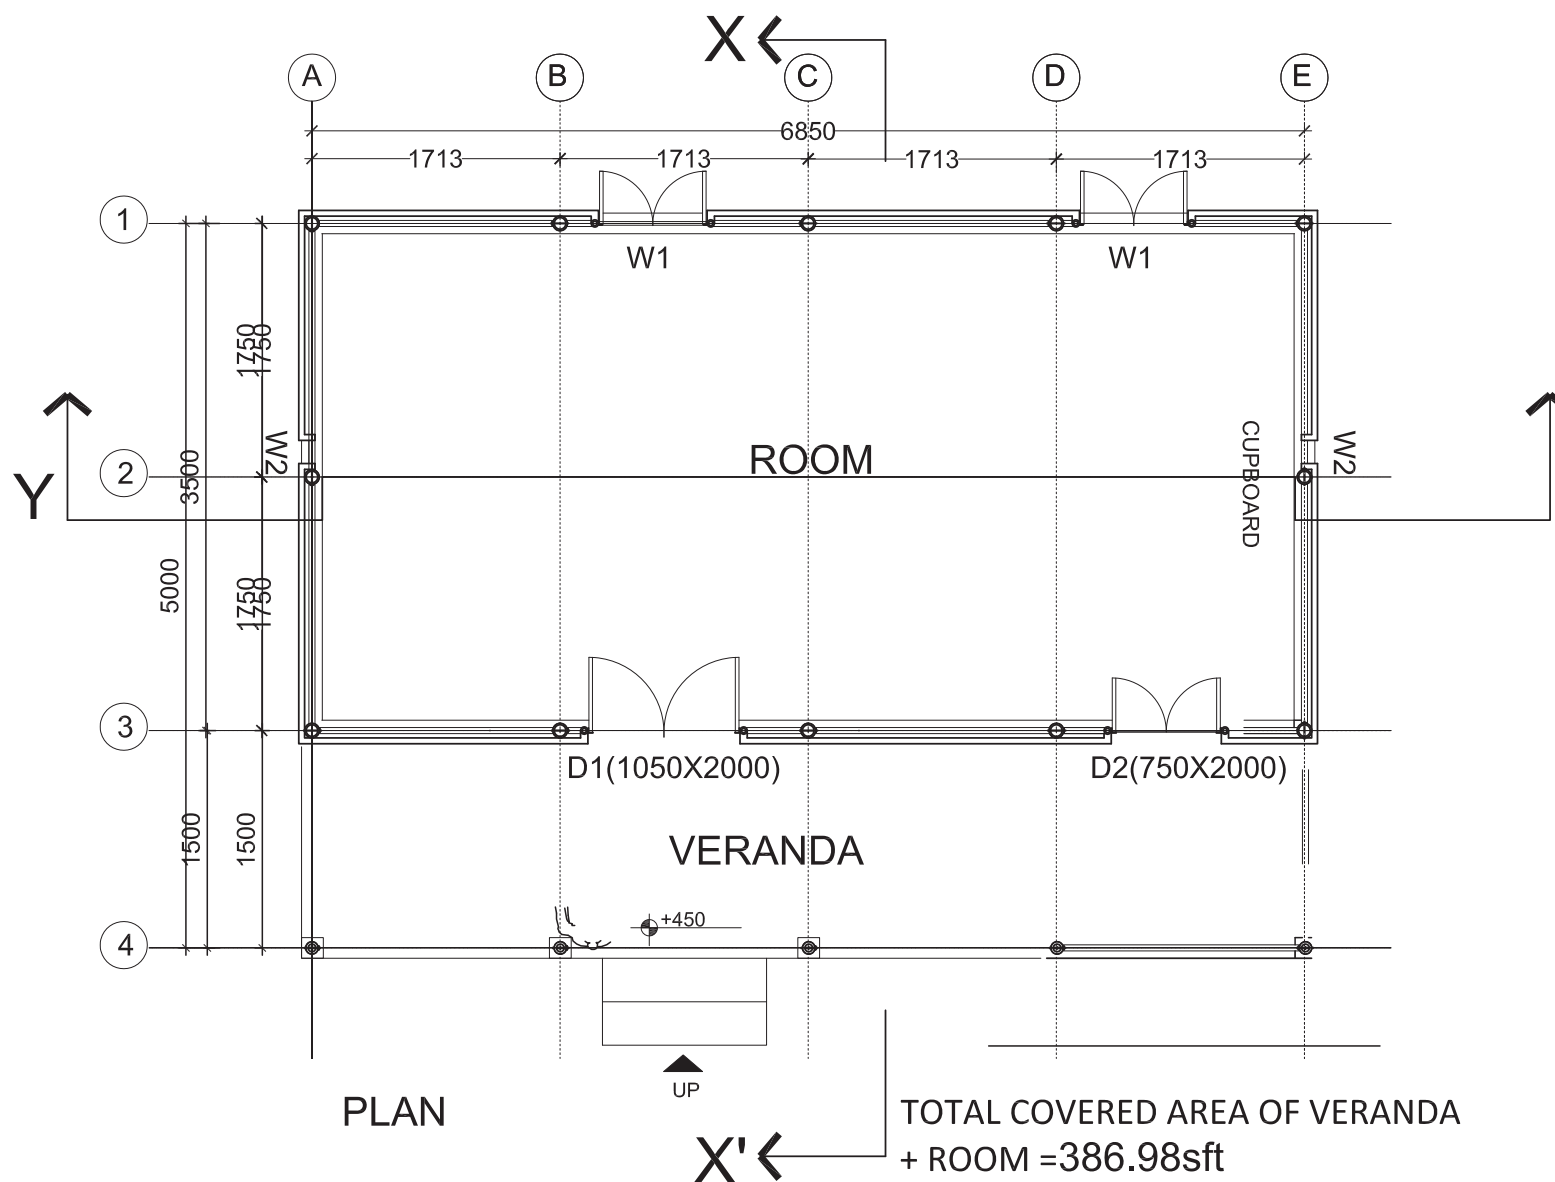 X
A B C D E
6850
1713 1713 1713 1713
1
W1 W1
1750 1750
W2 CUPBOARD W2
2 3500 ROOM
Y
5000
1750 1750
3
D1(1050X2000) D2(750X2000)
1500 1500 VERANDA
+450
4
UP
PLAN
TOTAL COVERED AREA OF VERANDA
+ ROOM =386.98sft
X'